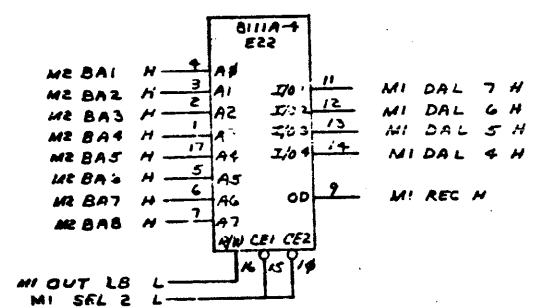 8111A-4
E22
M2 BA1 H 4 A0 I/O1 11 M1 DAL 7 H
M2 BA2 H 3 A1 I/O2 12 M1 DAL 6 H
M2 BA3 H 2 A2 I/O3 13 M1 DAL 5 H
M2 BA4 H 1 I/O4 14 M1 DAL 4 H
M2 BA5 H 17 A4
M2 BA6 H 5 A5
M2 BA7 H 6 A6 OD 9 M1 REC H
M2 BA8 H 7 A7
R/W CE1 CE2
M1 OUT LB L 16 15 10
M1 SEL 2 L